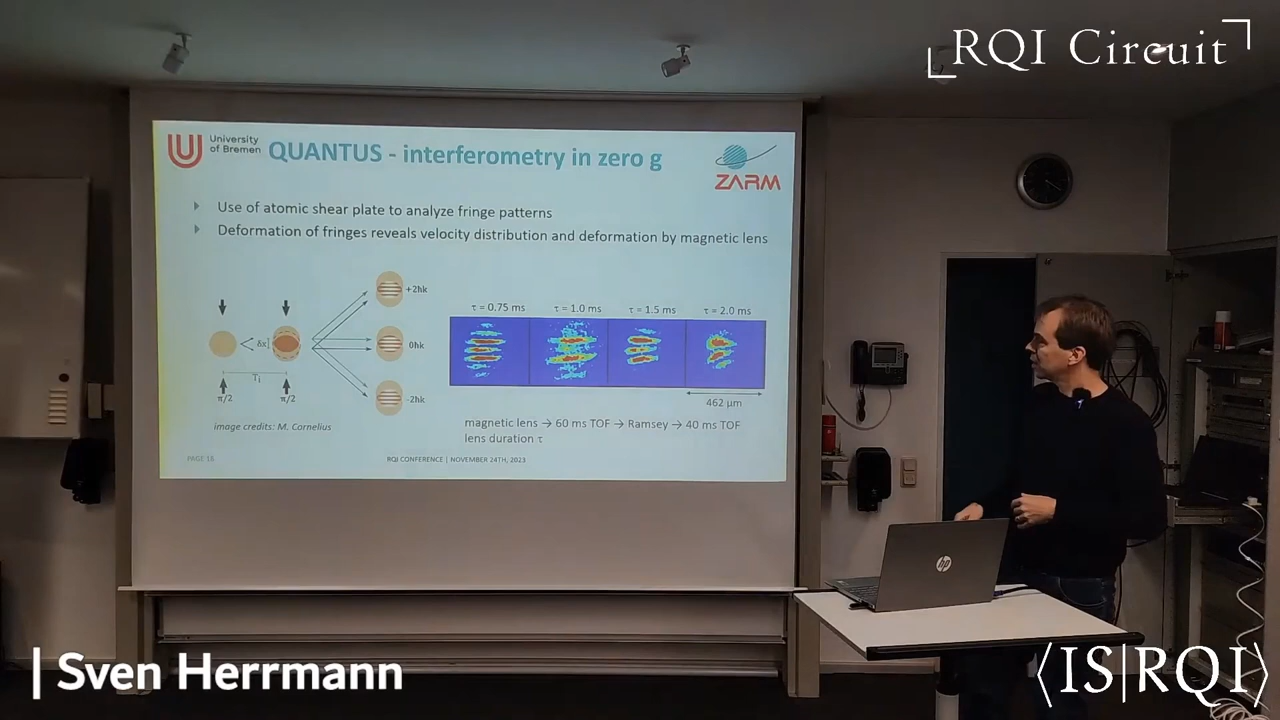 RQI Circuit
University
of Bremen
QUANTUS - interferometry in zero g
ZARM
Use of atomic shear plate to analyze fringe patterns
Deformation of fringes reveals velocity distribution and deformation by magnetic lens
+2hk
0hk
-2hk
δx
Ti
π/2 π/2
image credits: M. Cornelius
τ = 0.75 ms τ = 1.0 ms τ = 1.5 ms τ = 2.0 ms
462 µm
magnetic lens → 60 ms TOF → Ramsey → 40 ms TOF
lens duration τ
RQI CONFERENCE | NOVEMBER 24TH, 2023
hp
| Sven Herrmann
⟨IS|RQI⟩